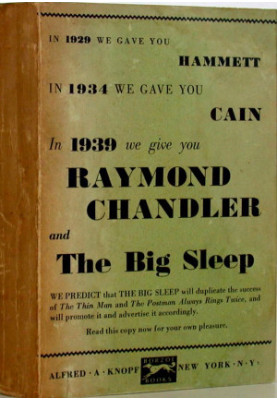 IN 1929 WE GAVE YOU
HAMMETT
IN 1934 WE GAVE YOU
CAIN
In 1939 we give you
RAYMOND
CHANDLER
and
The Big Sleep
WE PREDICT that THE BIG SLEEP will duplicate the success
of The Thin Man and The Postman Always Rings Twice, and
will promote it and advertise it accordingly.
Read this copy now for your own pleasure.
ALFRED · A · KNOPF BORZOI BOOKS NEW YORK · N · Y ·